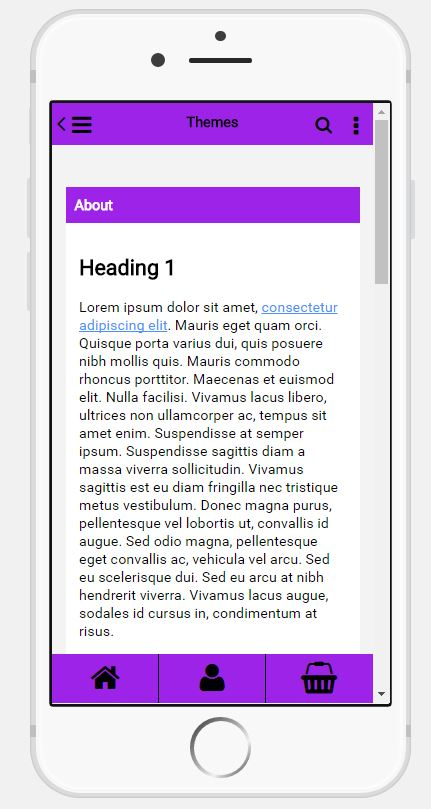 Themes
About
Heading 1
Lorem ipsum dolor sit amet, consectetur
adipiscing elit. Mauris eget quam orci.
Quisque porta varius dui, quis posuere
nibh mollis quis. Mauris commodo
rhoncus porttitor. Maecenas et euismod
elit. Nulla facilisi. Vivamus lacus libero,
ultrices non ullamcorper ac, tempus sit
amet enim. Suspendisse at semper
ipsum. Suspendisse sagittis diam a
massa viverra sollicitudin. Vivamus
sagittis est eu diam fringilla nec tristique
metus vestibulum. Donec magna purus,
pellentesque vel lobortis ut, convallis id
augue. Sed odio magna, pellentesque
eget convallis ac, vehicula vel arcu. Sed
eu scelerisque dui. Sed eu arcu at nibh
hendrerit viverra. Vivamus lacus augue,
sodales id cursus in, condimentum at
risus.